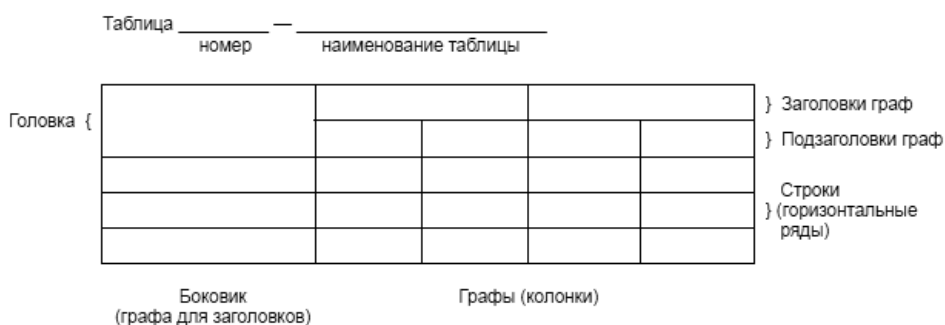 Таблица ________ — ______________________
номер наименование таблицы
Головка {
} Заголовки граф
} Подзаголовки граф
Строки
} (горизонтальные
ряды)
Боковик
(графа для заголовков)
Графы (колонки)